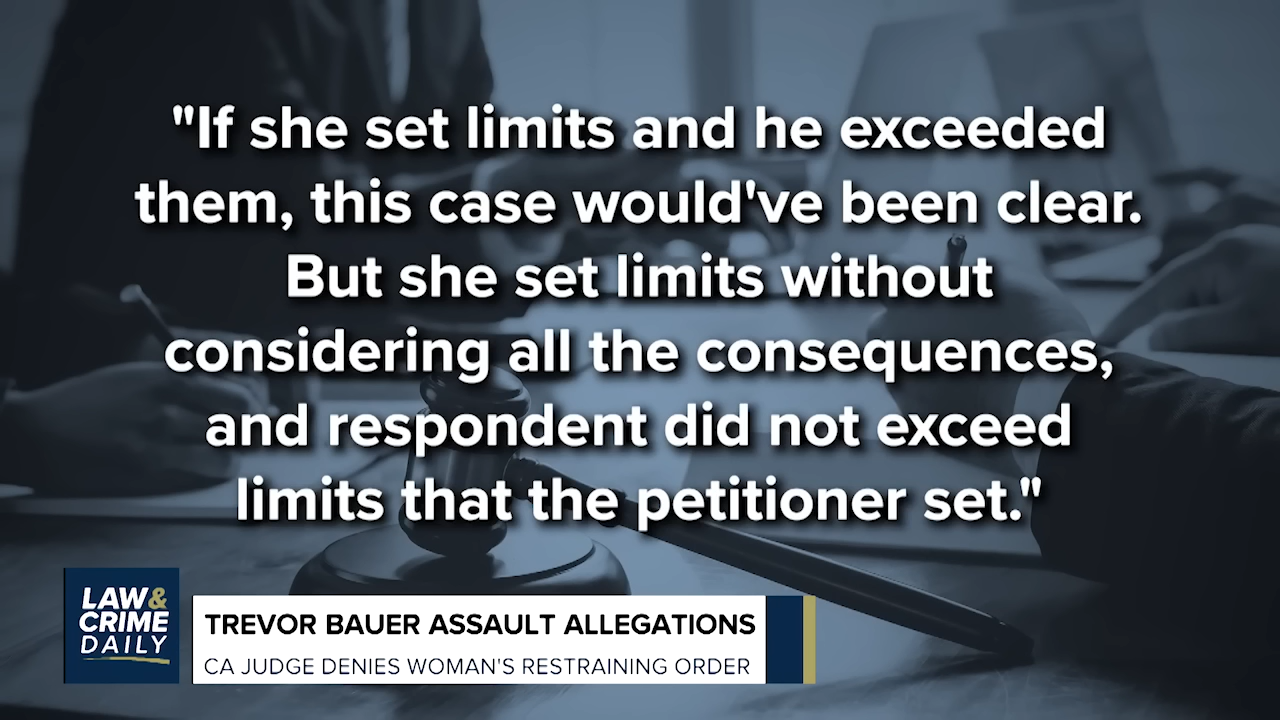 "If she set limits and he exceeded
them, this case would've been clear.
But she set limits without
considering all the consequences,
and respondent did not exceed
limits that the petitioner set."
LAW&
CRIME
DAILY
TREVOR BAUER ASSAULT ALLEGATIONS
CA JUDGE DENIES WOMAN'S RESTRAINING ORDER